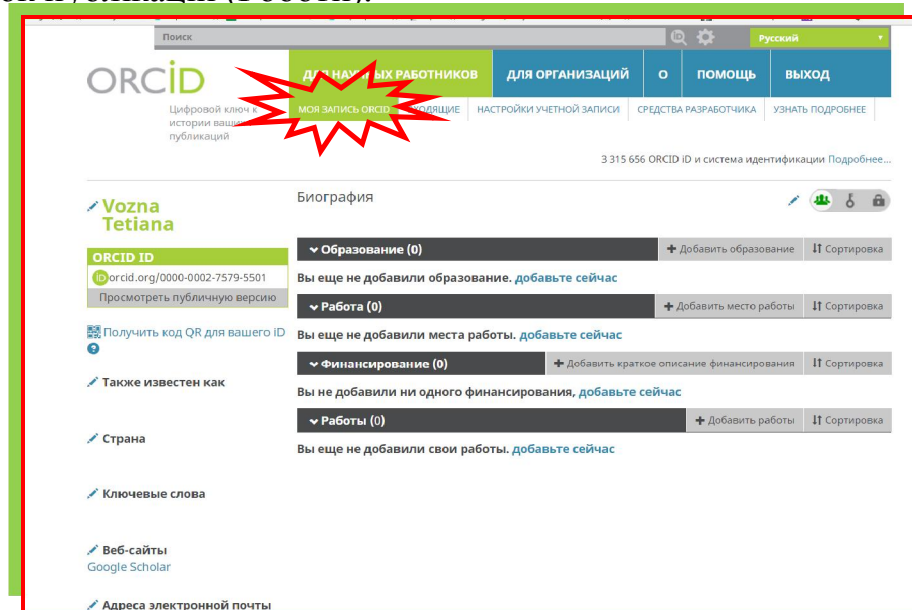 Поиск
Русский
ORCID
ДЛЯ ОРГАНИЗАЦИЙ О ПОМОЩЬ ВЫХОД
Цифровой ключ к
истории ваших
публикаций
МОЯ ЗАПИСЬ ORCID НАСТРОЙКИ УЧЕТНОЙ ЗАПИСИ СРЕДСТВА РАЗРАБОТЧИКА УЗНАТЬ ПОДРОБНЕЕ
3 315 656 ORCID iD и система идентификации Подробнее...
Vozna
Tetiana
ORCID ID
iD orcid.org/0000-0002-7579-5501
Просмотреть публичную версию
Получить код QR для вашего iD
?
Также известен как
Страна
Ключевые слова
Веб-сайты
Google Scholar
Адреса электронной почты
Биография
Образование (0) Добавить образование Сортировка
Вы еще не добавили образование. добавьте сейчас
Работа (0) Добавить место работы Сортировка
Вы еще не добавили места работы. добавьте сейчас
Финансирование (0) Добавить краткое описание финансирования Сортировка
Вы не добавили ни одного финансирования, добавьте сейчас
Работы (0) Добавить работы Сортировка
Вы еще не добавили свои работы. добавьте сейчас